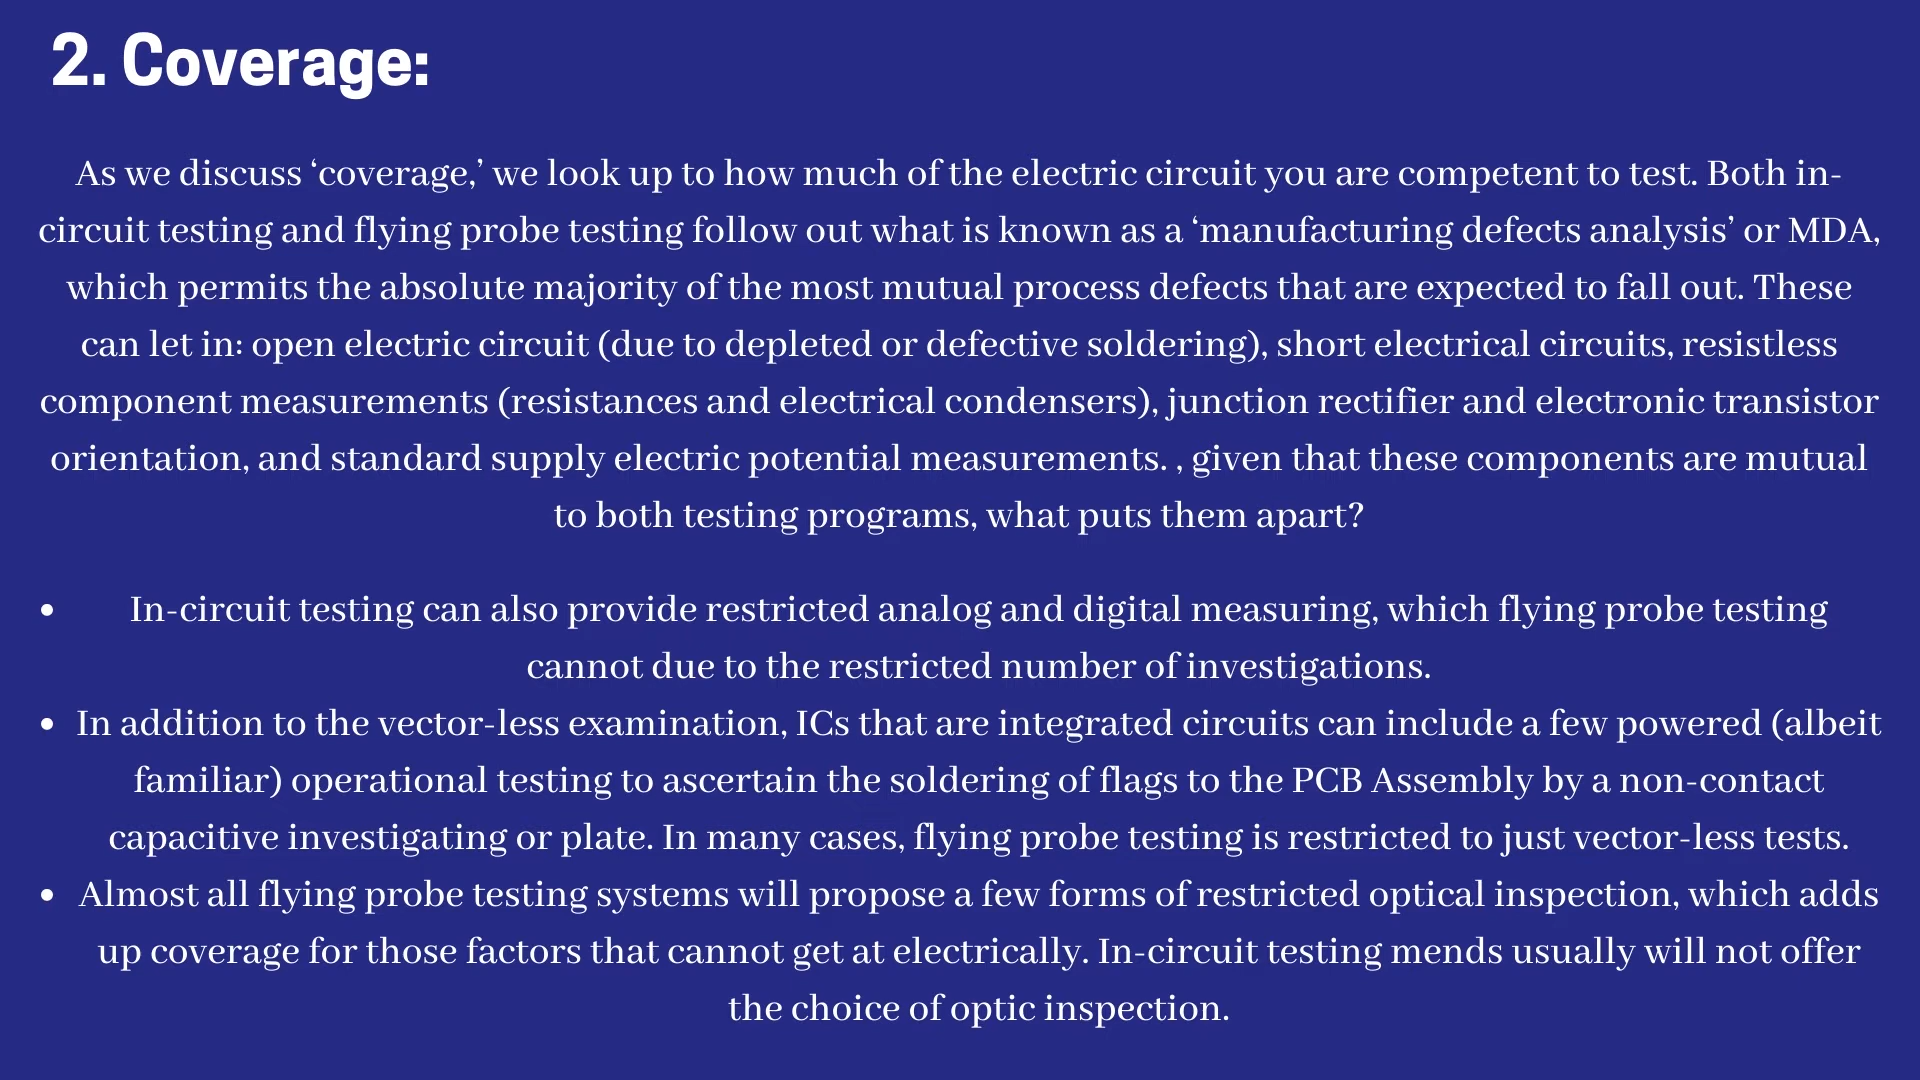 2. Coverage:
As we discuss ‘coverage,’ we look up to how much of the electric circuit you are competent to test. Both in-
circuit testing and flying probe testing follow out what is known as a ‘manufacturing defects analysis’ or MDA,
which permits the absolute majority of the most mutual process defects that are expected to fall out. These
can let in: open electric circuit (due to depleted or defective soldering), short electrical circuits, resistless
component measurements (resistances and electrical condensers), junction rectifier and electronic transistor
orientation, and standard supply electric potential measurements. , given that these components are mutual
to both testing programs, what puts them apart?
• In-circuit testing can also provide restricted analog and digital measuring, which flying probe testing
cannot due to the restricted number of investigations.
• In addition to the vector-less examination, ICs that are integrated circuits can include a few powered (albeit
familiar) operational testing to ascertain the soldering of flags to the PCB Assembly by a non-contact
capacitive investigating or plate. In many cases, flying probe testing is restricted to just vector-less tests.
• Almost all flying probe testing systems will propose a few forms of restricted optical inspection, which adds
up coverage for those factors that cannot get at electrically. In-circuit testing mends usually will not offer
the choice of optic inspection.